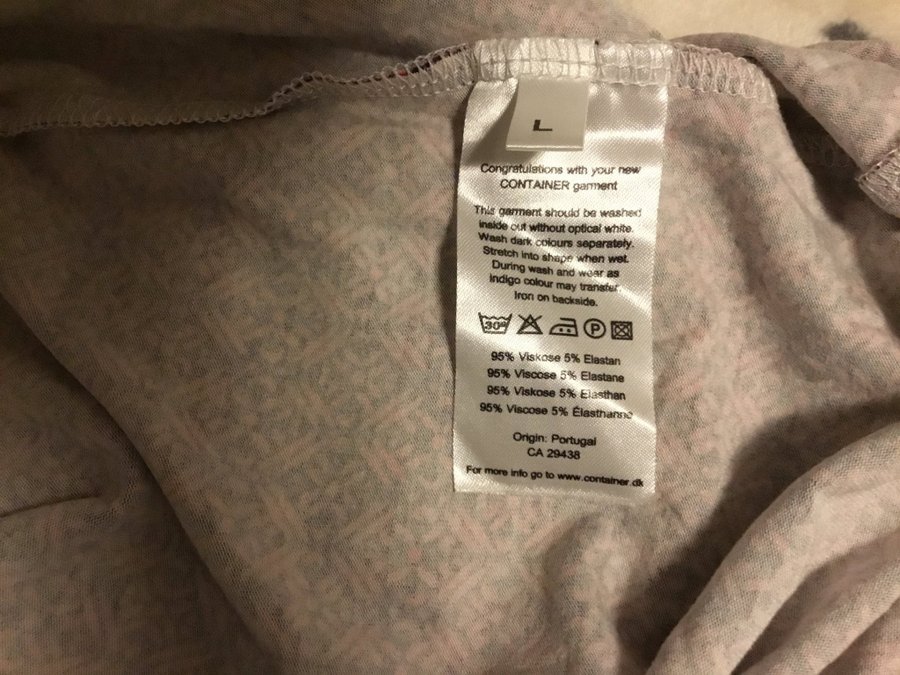 L
Congratulations with your new
CONTAINER garment
This garment should be washed
inside out without optical white.
Wash dark colours separately.
Stretch into shape when wet.
During wash and wear as
Indigo colour may transfer.
Iron on backside.
30°
P
95% Viskose 5% Elastan
95% Viscose 5% Elastane
95% Viskose 5% Elasthan
95% Viscose 5% Élasthanne
Origin: Portugal
CA 29438
For more info go to www.container.dk